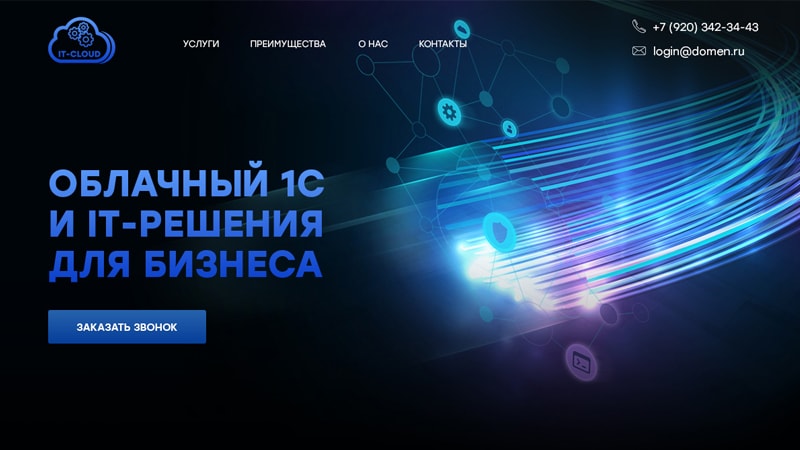 IT-CLOUD
УСЛУГИ ПРЕИМУЩЕСТВА О НАС КОНТАКТЫ
+7 (920) 342-34-43
login@domen.ru
ОБЛАЧНЫЙ 1С
И IT-РЕШЕНИЯ
ДЛЯ БИЗНЕСА
ЗАКАЗАТЬ ЗВОНОК